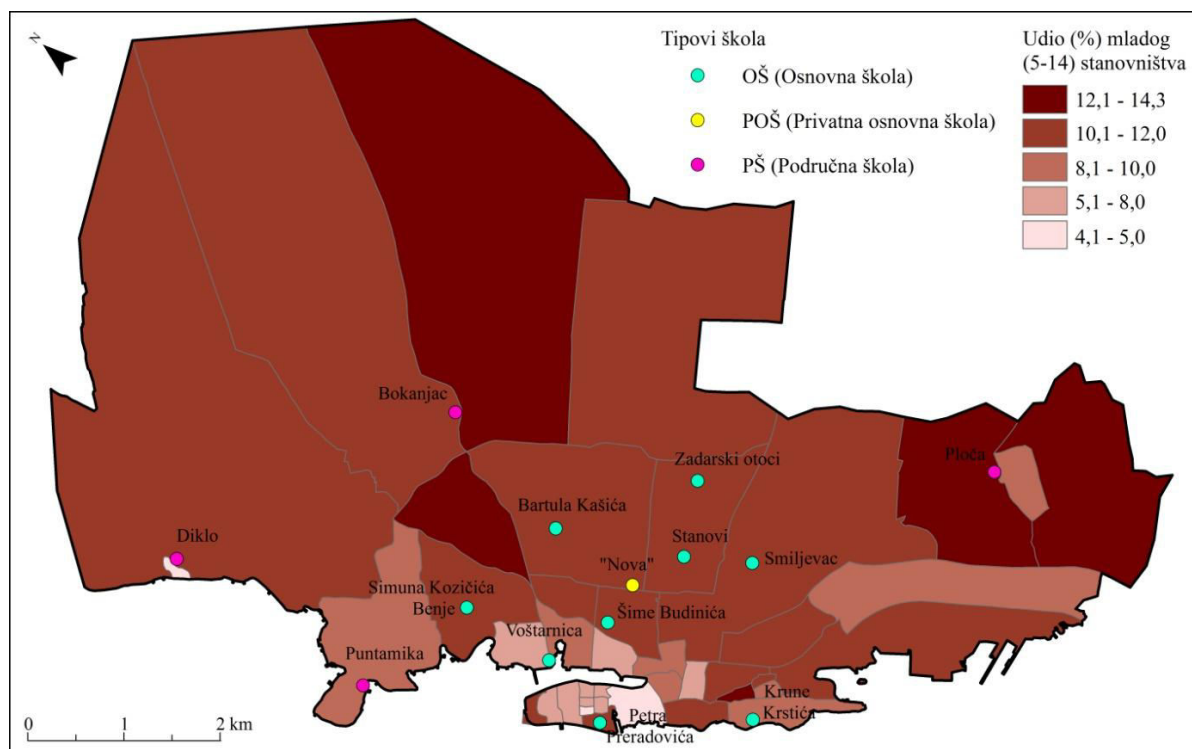 N
Tipovi škola
OŠ (Osnovna škola)
POŠ (Privatna osnovna škola)
PŠ (Područna škola)
Udio (%) mladog
(5-14) stanovništva
12,1 - 14,3
10,1 - 12,0
8,1 - 10,0
5,1 - 8,0
4,1 - 5,0
Bokanjac
Zadarski otoci
Ploča
Bartula Kašića
Diklo
Stanovi
"Nova"
Smiljevac
Šimuna Kozičića
Benje
Šime Budinića
Voštarnica
Puntamika
Krune
Krstića
Petra
Preradovića
0 1 2 km